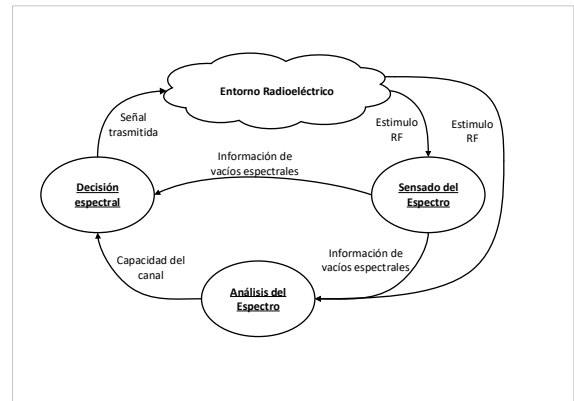 Entorno Radioeléctrico
Señal
trasmitida
Estimulo
RF
Estimulo
RF
Información de
vacíos espectrales
Decisión
espectral
Sensado del
Espectro
Información de
vacíos espectrales
Capacidad del
canal
Análisis del
Espectro